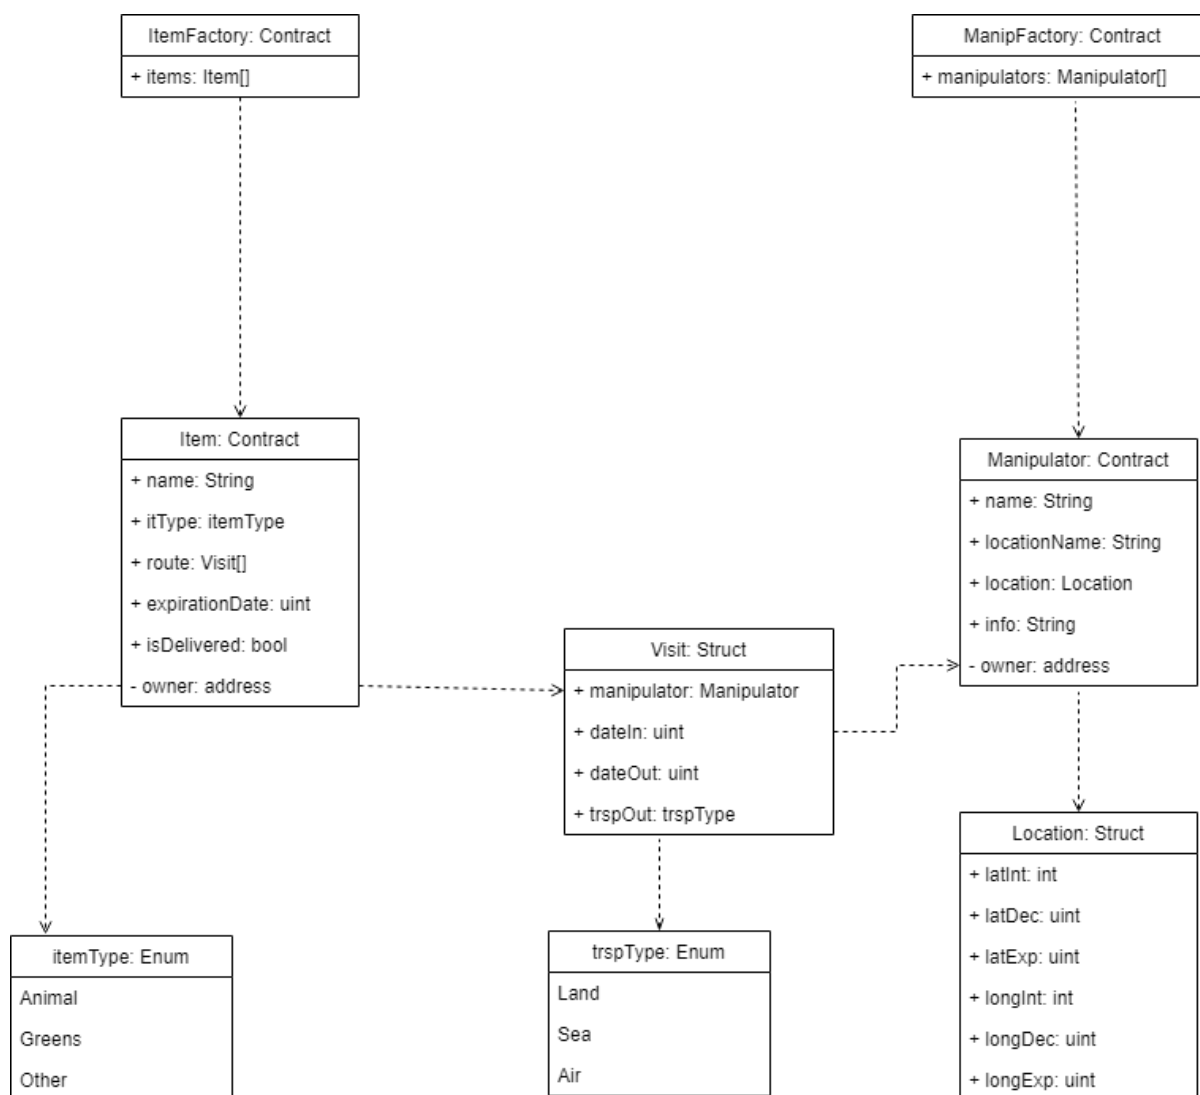 ItemFactory: Contract
+ items: Item[]
ManipFactory: Contract
+ manipulators: Manipulator[]
Item: Contract
+ name: String
+ itType: itemType
+ route: Visit[]
+ expirationDate: uint
+ isDelivered: bool
- owner: address
Visit: Struct
+ manipulator: Manipulator
+ dateIn: uint
+ dateOut: uint
+ trspOut: trspType
Manipulator: Contract
+ name: String
+ locationName: String
+ location: Location
+ info: String
- owner: address
itemType: Enum
Animal
Greens
Other
trspType: Enum
Land
Sea
Air
Location: Struct
+ latInt: int
+ latDec: uint
+ latExp: uint
+ longInt: int
+ longDec: uint
+ longExp: uint